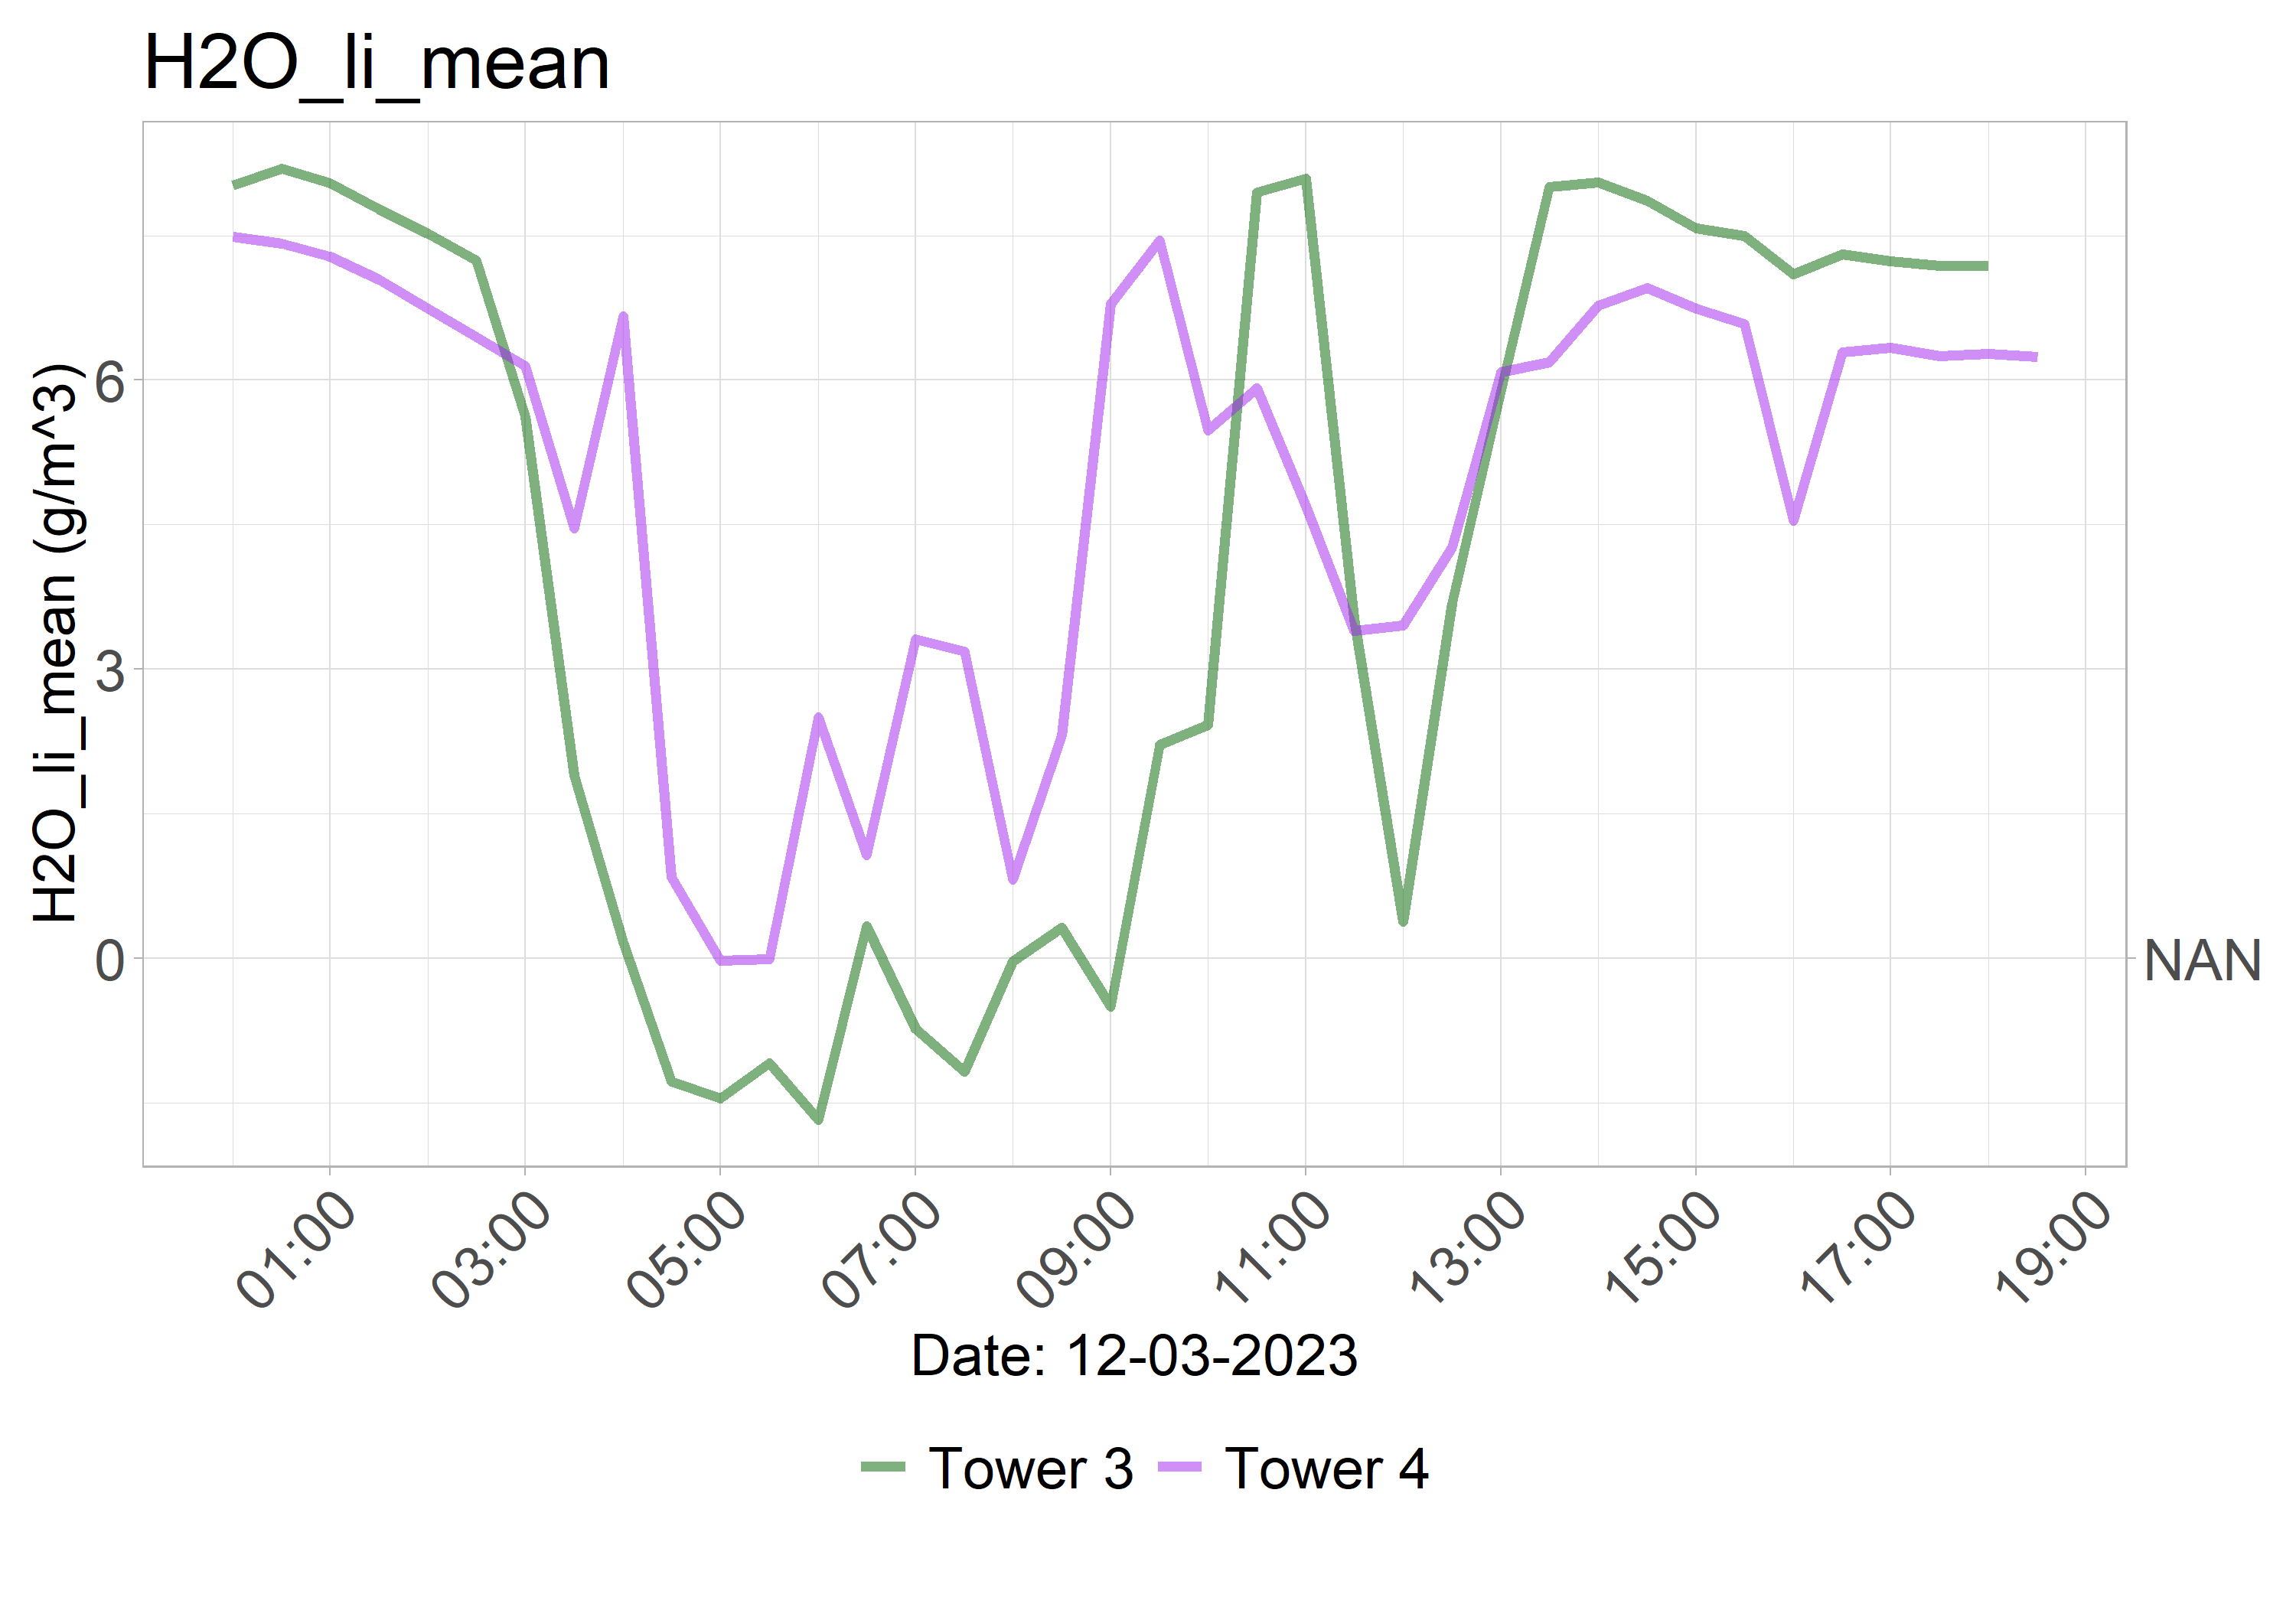 H2O_li_mean
H2O_li_mean (g/m^3)
6
3
0
NAN
01:00
03:00
05:00
07:00
09:00
11:00
13:00
15:00
17:00
19:00
Date: 12-03-2023
Tower 3
Tower 4